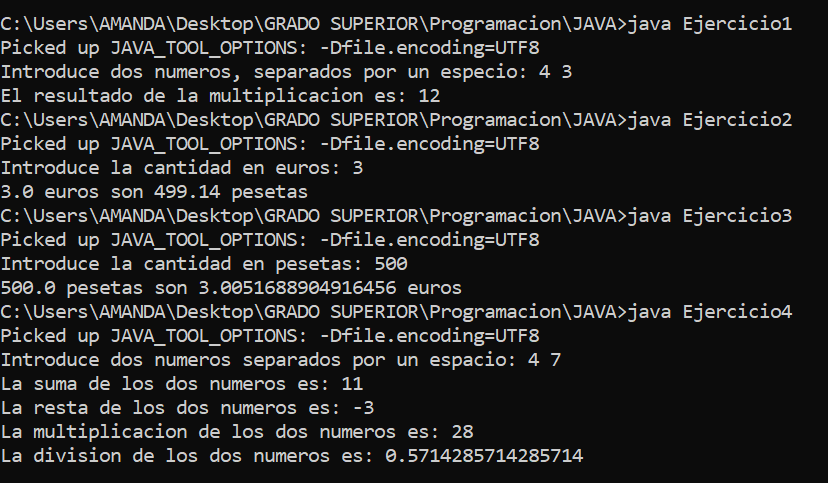 C:\Users\AMANDA\Desktop\GRADO SUPERIOR\Programacion\JAVA>java Ejercicio1
Picked up JAVA_TOOL_OPTIONS: -Dfile.encoding=UTF8
Introduce dos numeros, separados por un especio: 4 3
El resultado de la multiplicacion es: 12
C:\Users\AMANDA\Desktop\GRADO SUPERIOR\Programacion\JAVA>java Ejercicio2
Picked up JAVA_TOOL_OPTIONS: -Dfile.encoding=UTF8
Introduce la cantidad en euros: 3
3.0 euros son 499.14 pesetas
C:\Users\AMANDA\Desktop\GRADO SUPERIOR\Programacion\JAVA>java Ejercicio3
Picked up JAVA_TOOL_OPTIONS: -Dfile.encoding=UTF8
Introduce la cantidad en pesetas: 500
500.0 pesetas son 3.0051688904916456 euros
C:\Users\AMANDA\Desktop\GRADO SUPERIOR\Programacion\JAVA>java Ejercicio4
Picked up JAVA_TOOL_OPTIONS: -Dfile.encoding=UTF8
Introduce dos numeros separados por un espacio: 4 7
La suma de los dos numeros es: 11
La resta de los dos numeros es: -3
La multiplicacion de los dos numeros es: 28
La division de los dos numeros es: 0.5714285714285714